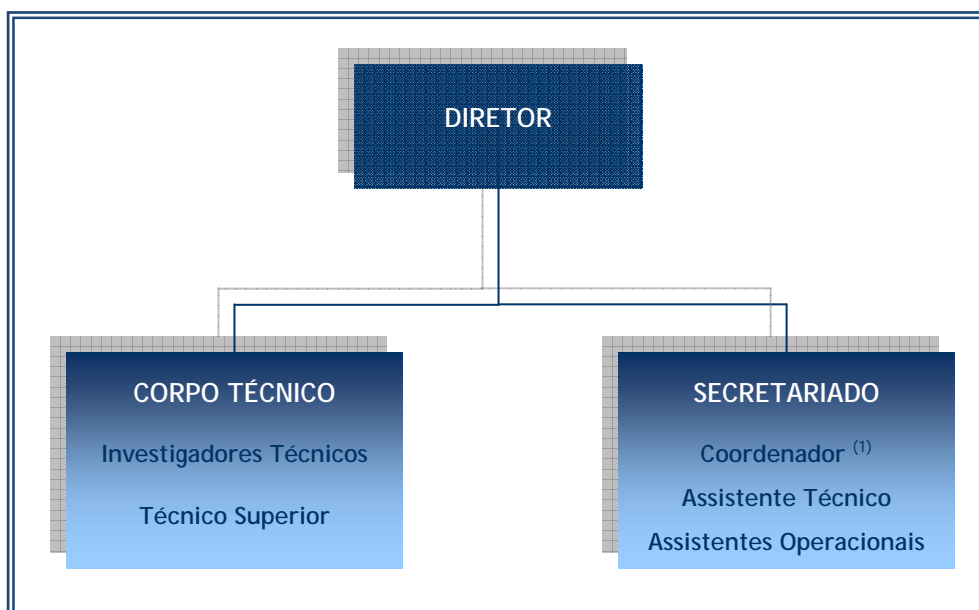 DIRETOR
CORPO TÉCNICO
Investigadores Técnicos
Técnico Superior
SECRETARIADO
Coordenador (1)
Assistente Técnico
Assistentes Operacionais